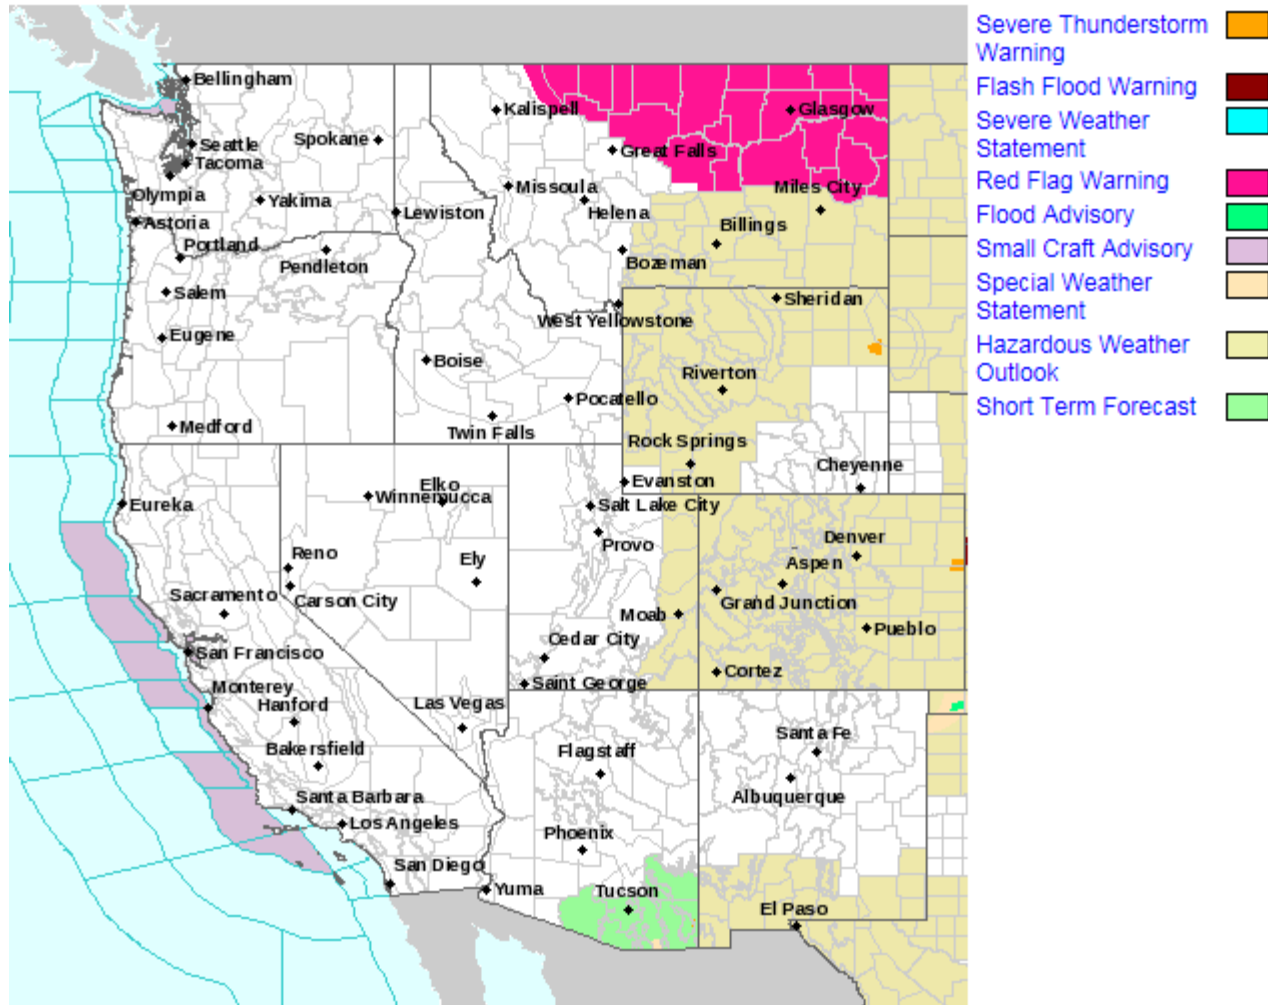 Severe Thunderstorm
Warning
Flash Flood Warning
Severe Weather
Statement
Red Flag Warning
Flood Advisory
Small Craft Advisory
Special Weather
Statement
Hazardous Weather
Outlook
Short Term Forecast
Bellingham
Kalispell
Glasgow
Spokane
Seattle
Great Falls
Tacoma
Olympia
Missoula
Miles City
Yakima
Lewiston
Helena
Astoria
Billings
Portland
Pendleton
Bozeman
Salem
Sheridan
West Yellowstone
Eugene
Boise
Riverton
Pocatello
Medford
Twin Falls
Rock Springs
Cheyenne
Elko
Evanston
Winnemucca
Eureka
Salt Lake City
Denver
Provo
Reno
Ely
Aspen
Sacramento
Carson City
Grand Junction
Moab
Pueblo
Cedar City
San Francisco
Cortez
Saint George
Monterey
Hanford
Las Vegas
Santa Fe
Bakersfield
Flagstaff
Albuquerque
Santa Barbara
Los Angeles
Phoenix
San Diego
Yuma
Tucson
El Paso